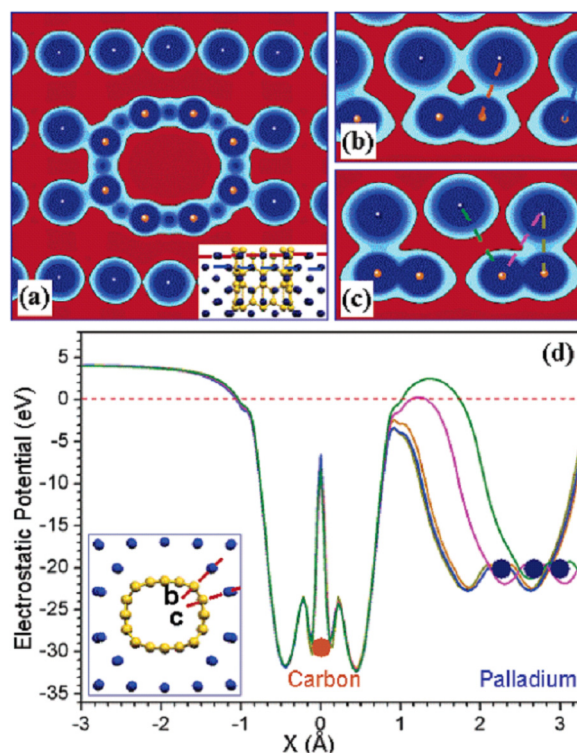 (a)
(b)
(c)
(d)
Electrostatic Potential (eV)
5
0
-5
-10
-15
-20
-25
-30
-35
b
c
Carbon
Palladium
-3
-2
-1
0
1
2
3
X (Å)